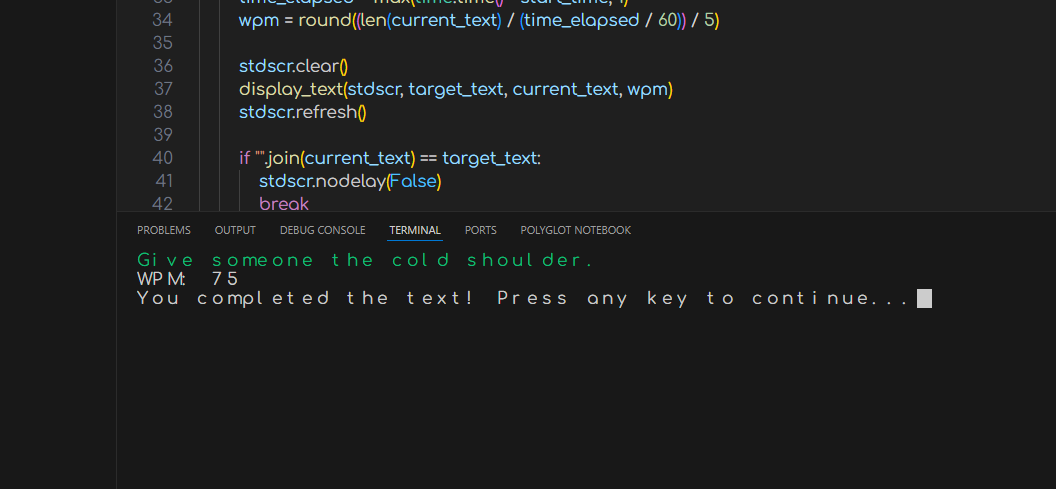 33 time_elapsed = max(time.time() - start_time, 1)
34 wpm = round((len(current_text) / (time_elapsed / 60)) / 5)
35
36 stdscr.clear()
37 display_text(stdscr, target_text, current_text, wpm)
38 stdscr.refresh()
39
40 if "".join(current_text) == target_text:
41 stdscr.nodelay(False)
42 break
PROBLEMS OUTPUT DEBUG CONSOLE TERMINAL PORTS POLYGLOT NOTEBOOK
Give someone the cold shoulder.
WPM: 75
You completed the text! Press any key to continue...